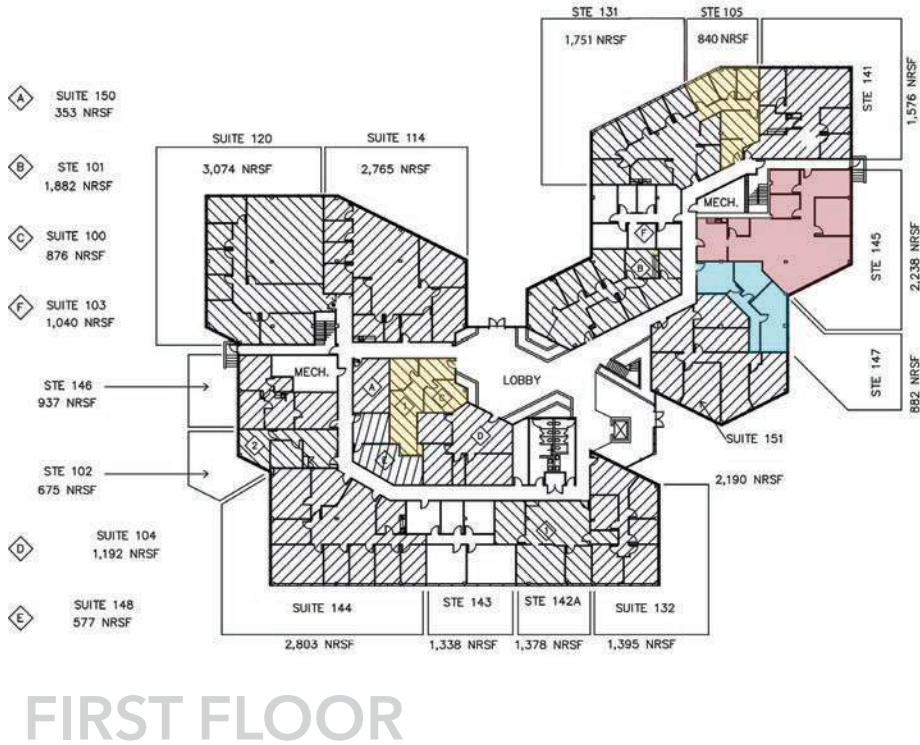 STE 131
1,751 NRSF
STE 105
840 NRSF
STE 141
1,576 NRSF
A
SUITE 150
353 NRSF
B
STE 101
1,882 NRSF
C
SUITE 100
876 NRSF
F
SUITE 103
1,040 NRSF
SUITE 120
3,074 NRSF
SUITE 114
2,765 NRSF
MECH.
F
B
STE 145
2,238 NRSF
STE 147
882 NRSF
LOBBY
MECH.
A
C
1
D
E
2
1
STE 146
937 NRSF
STE 102
675 NRSF
SUITE 151
2,190 NRSF
D
SUITE 104
1,192 NRSF
E
SUITE 148
577 NRSF
SUITE 144
2,803 NRSF
STE 143
1,338 NRSF
STE 142A
1,378 NRSF
SUITE 132
1,395 NRSF
FIRST FLOOR